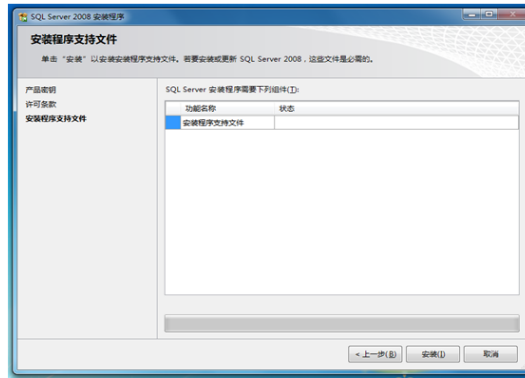 SQL Server 2008 安装程序
安装程序支持文件
单击 “安装” 以安装安装程序支持文件。若要安装或更新 SQL Server 2008，这些文件是必需的。
产品密钥
许可条款
安装程序支持文件
SQL Server 安装程序需要下列组件(T):
功能名称 状态
安装程序支持文件
< 上一步(B) 安装(I) 取消